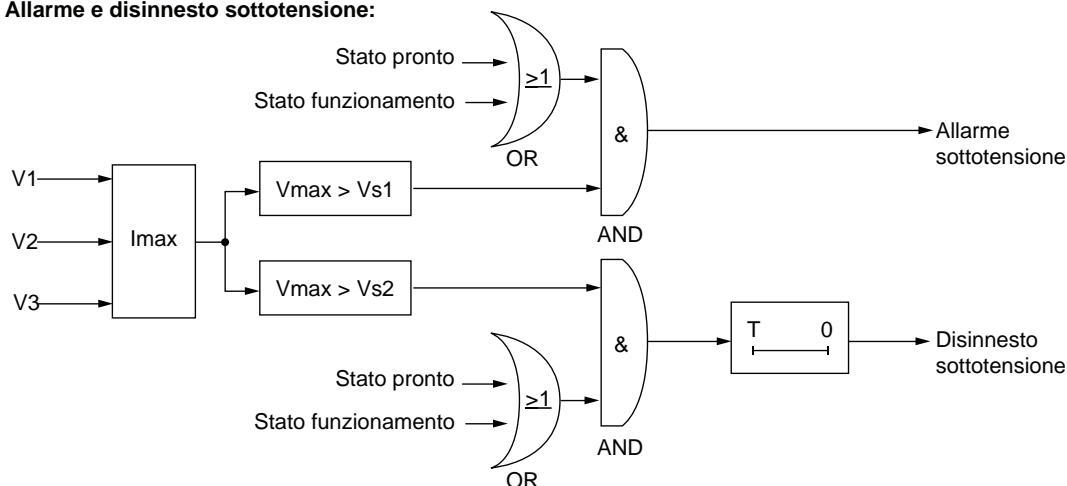 Allarme e disinnesto sottotensione:
Stato pronto
Stato funzionamento
≥1
OR
&
AND
Allarme
sottotensione
V1
V2
V3
Imax
Vmax > Vs1
Vmax > Vs2
&
AND
T 0
Disinnesto
sottotensione
Stato pronto
Stato funzionamento
≥1
OR